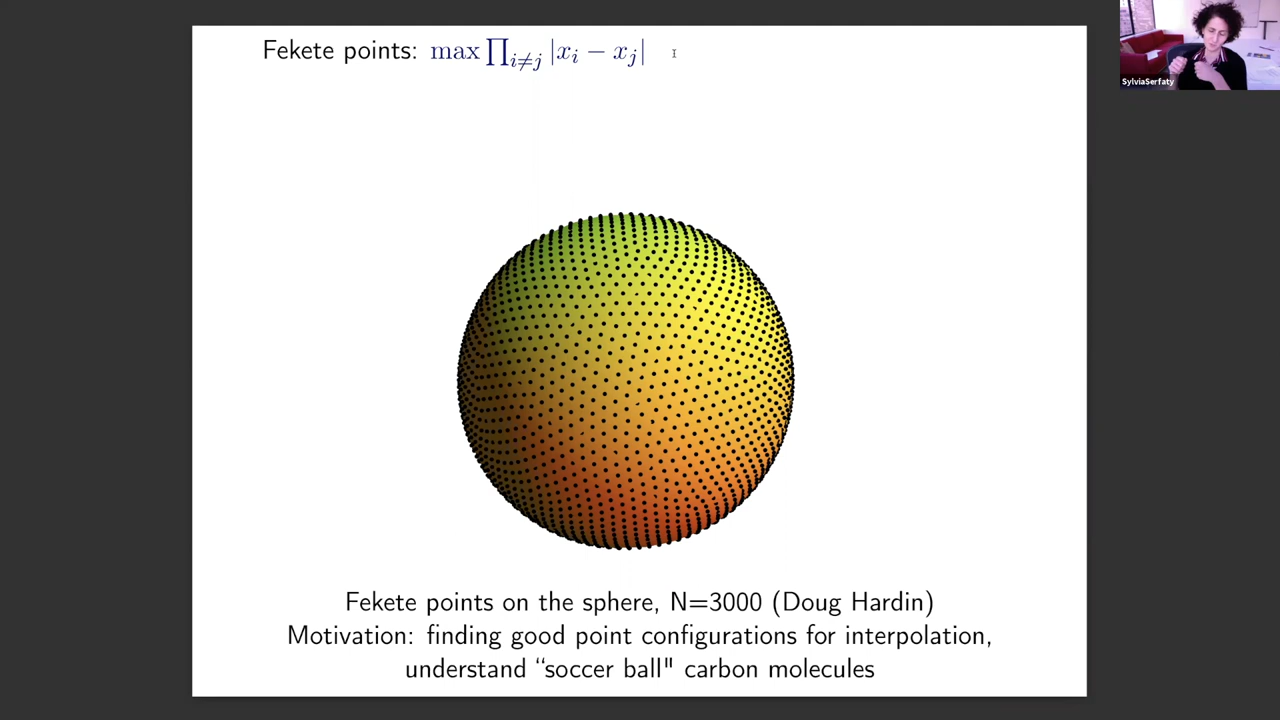 Fekete points: max ∏_{i≠j} |x_i − x_j|
SylviaSerfaty
Fekete points on the sphere, N=3000 (Doug Hardin)
Motivation: finding good point configurations for interpolation,
understand “soccer ball" carbon molecules